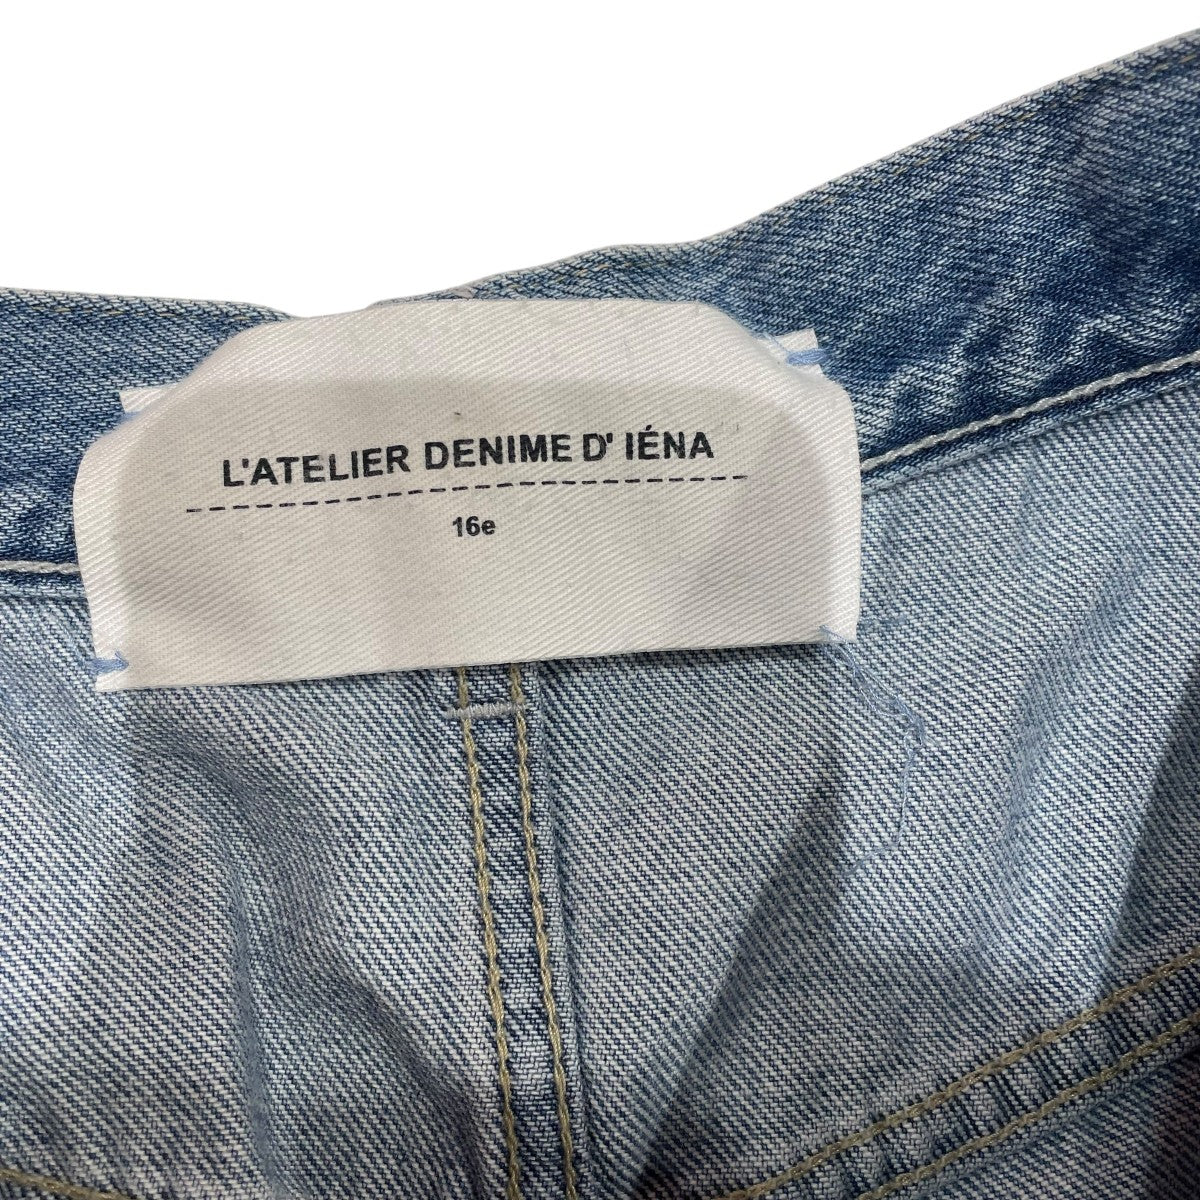 L'ATELIER DENIME D' IÉNA
16e